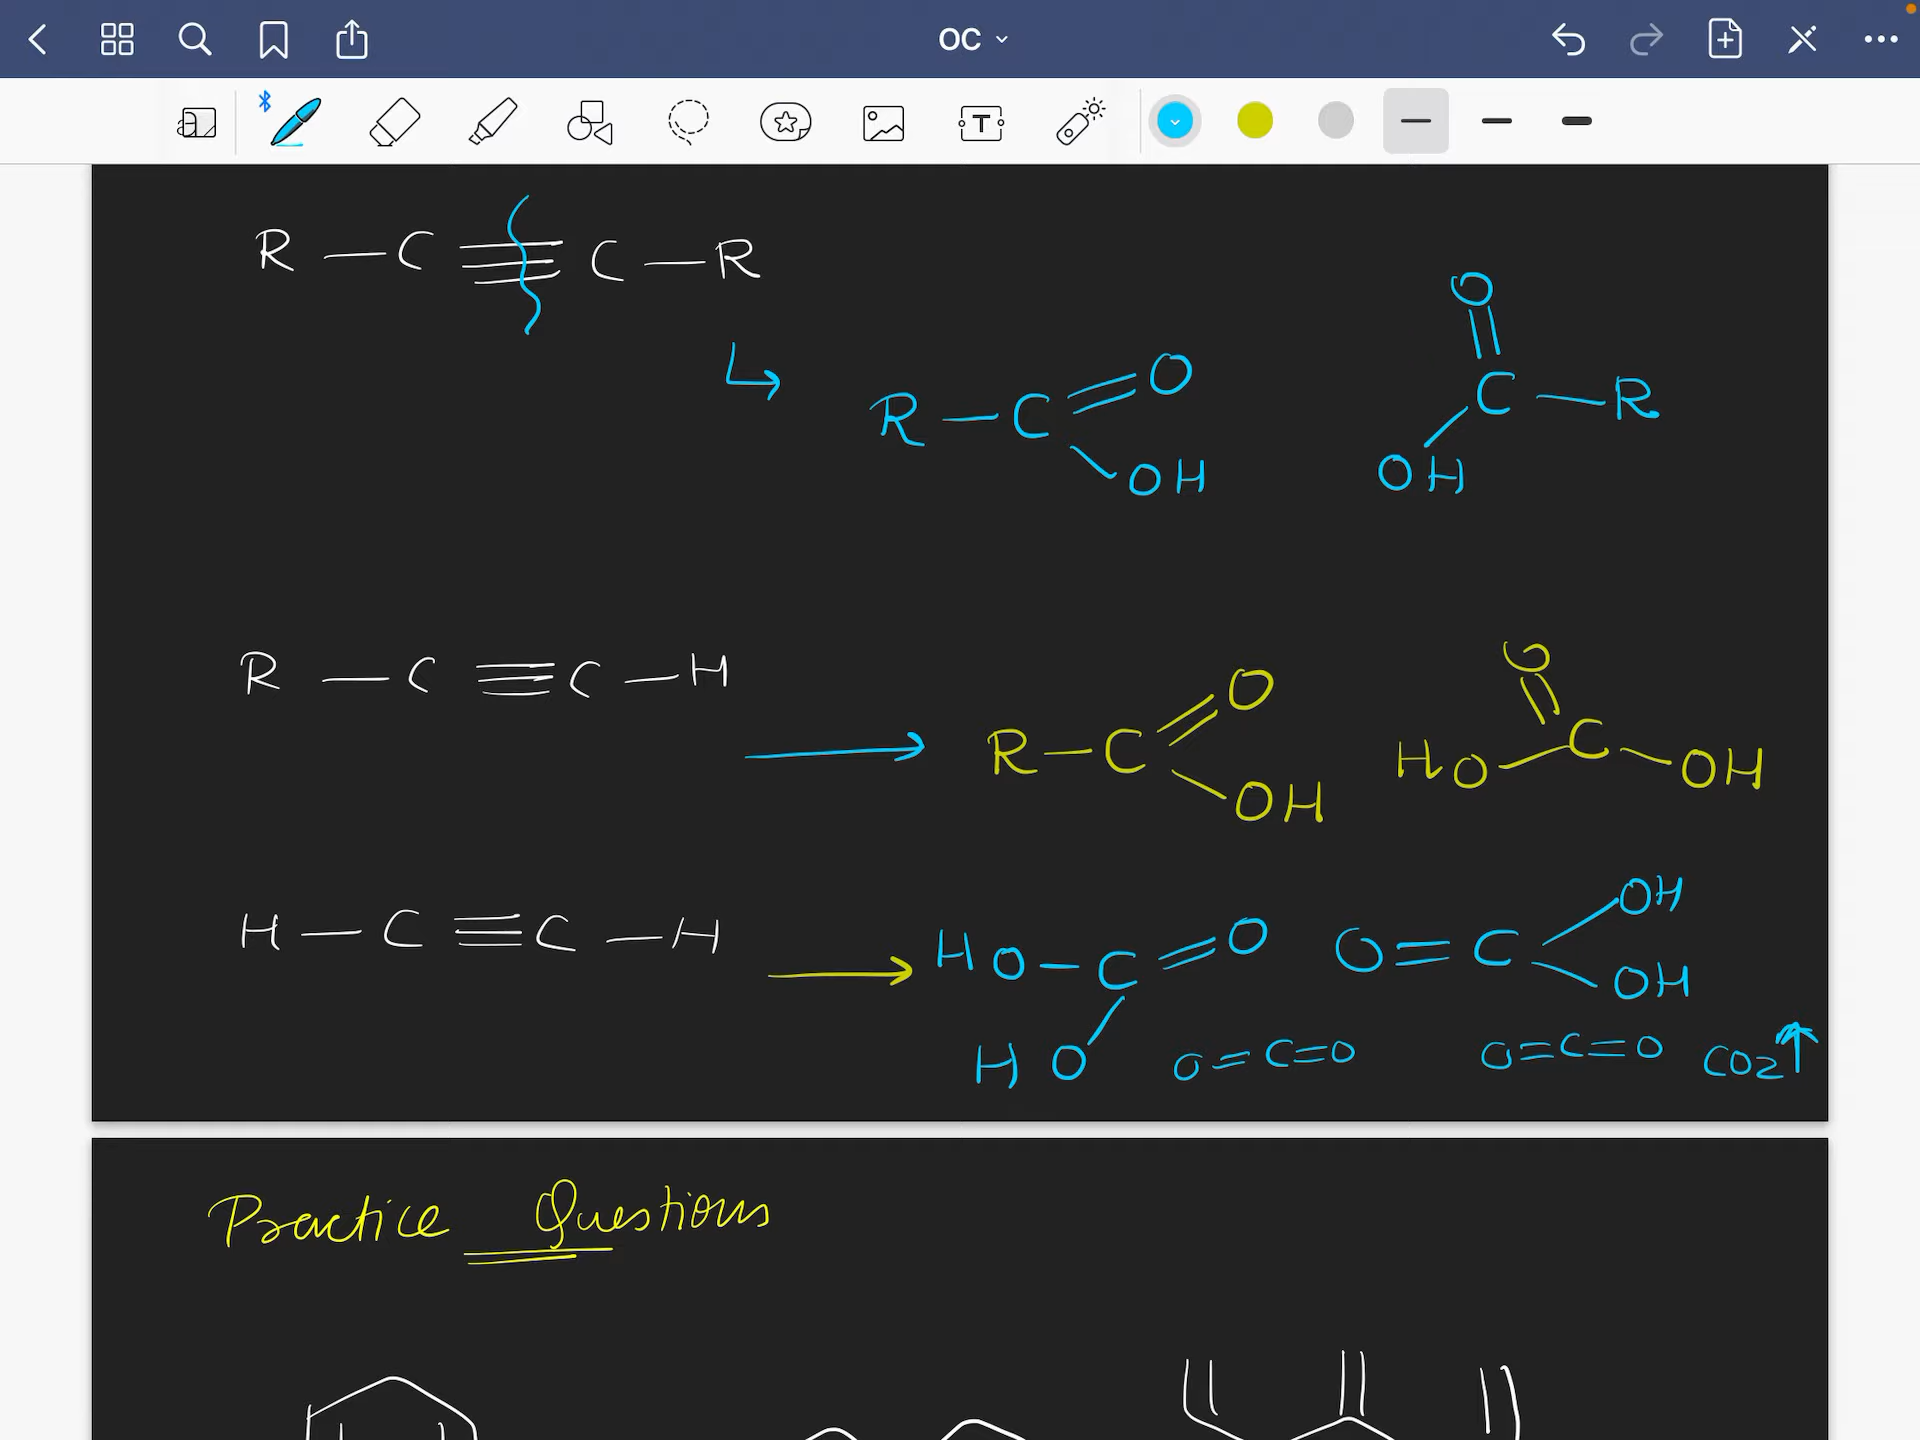 OC
T
R — C ≡ C — R
O
R — C = O
C — R
OH
OH
R — C ≡ C — H
O
R — C = O
HO — C — OH
OH
H — C ≡ C — H
OH
HO — C = O
O = C
OH
HO
O = C = O
O = C = O
CO2↑
Practice Questions